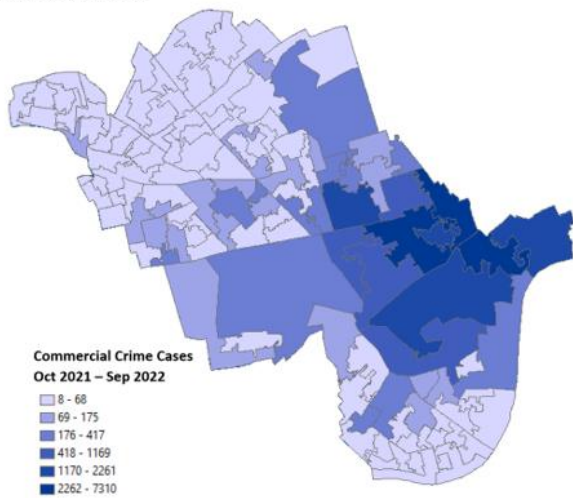 Commercial Crime Cases
Oct 2021 – Sep 2022
8 - 68
69 - 175
176 - 417
418 - 1169
1170 - 2261
2262 - 7310